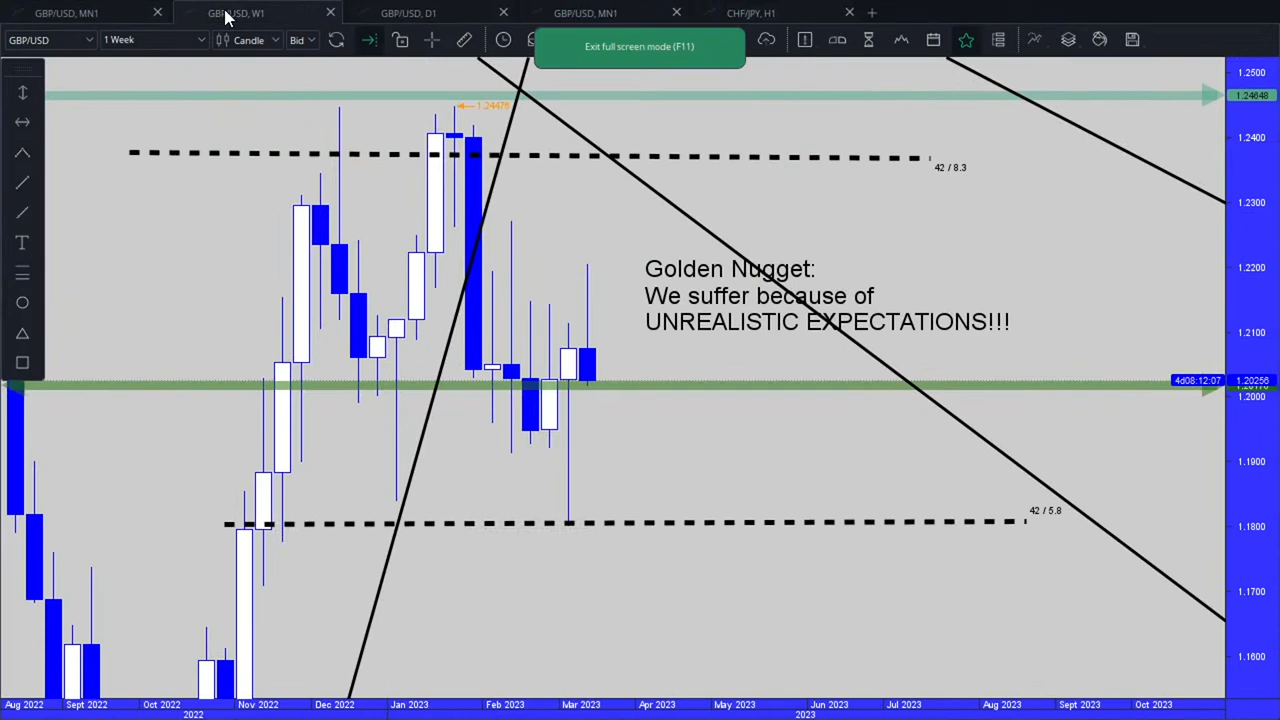 GBP/USD, MN1
GBP/USD, W1
GBP/USD, D1
GBP/USD, MN1
CHF/JPY, H1
GBP/USD
1 Week
Candle
Bid
Exit full screen mode (F11)
1.2500
1.24648
1.24476
1.2400
42 / 8.3
1.2300
1.2200
Golden Nugget:
We suffer because of
UNREALISTIC EXPECTATIONS!!!
1.2100
4d08:12:07
1.20256
1.2000
1.1900
42 / 5.8
1.1800
1.1700
1.1600
Aug 2022
Sept 2022
Oct 2022
Nov 2022
Dec 2022
Jan 2023
Feb 2023
Mar 2023
Apr 2023
May 2023
Jun 2023
Jul 2023
Aug 2023
Sept 2023
Oct 2023
2022
2023